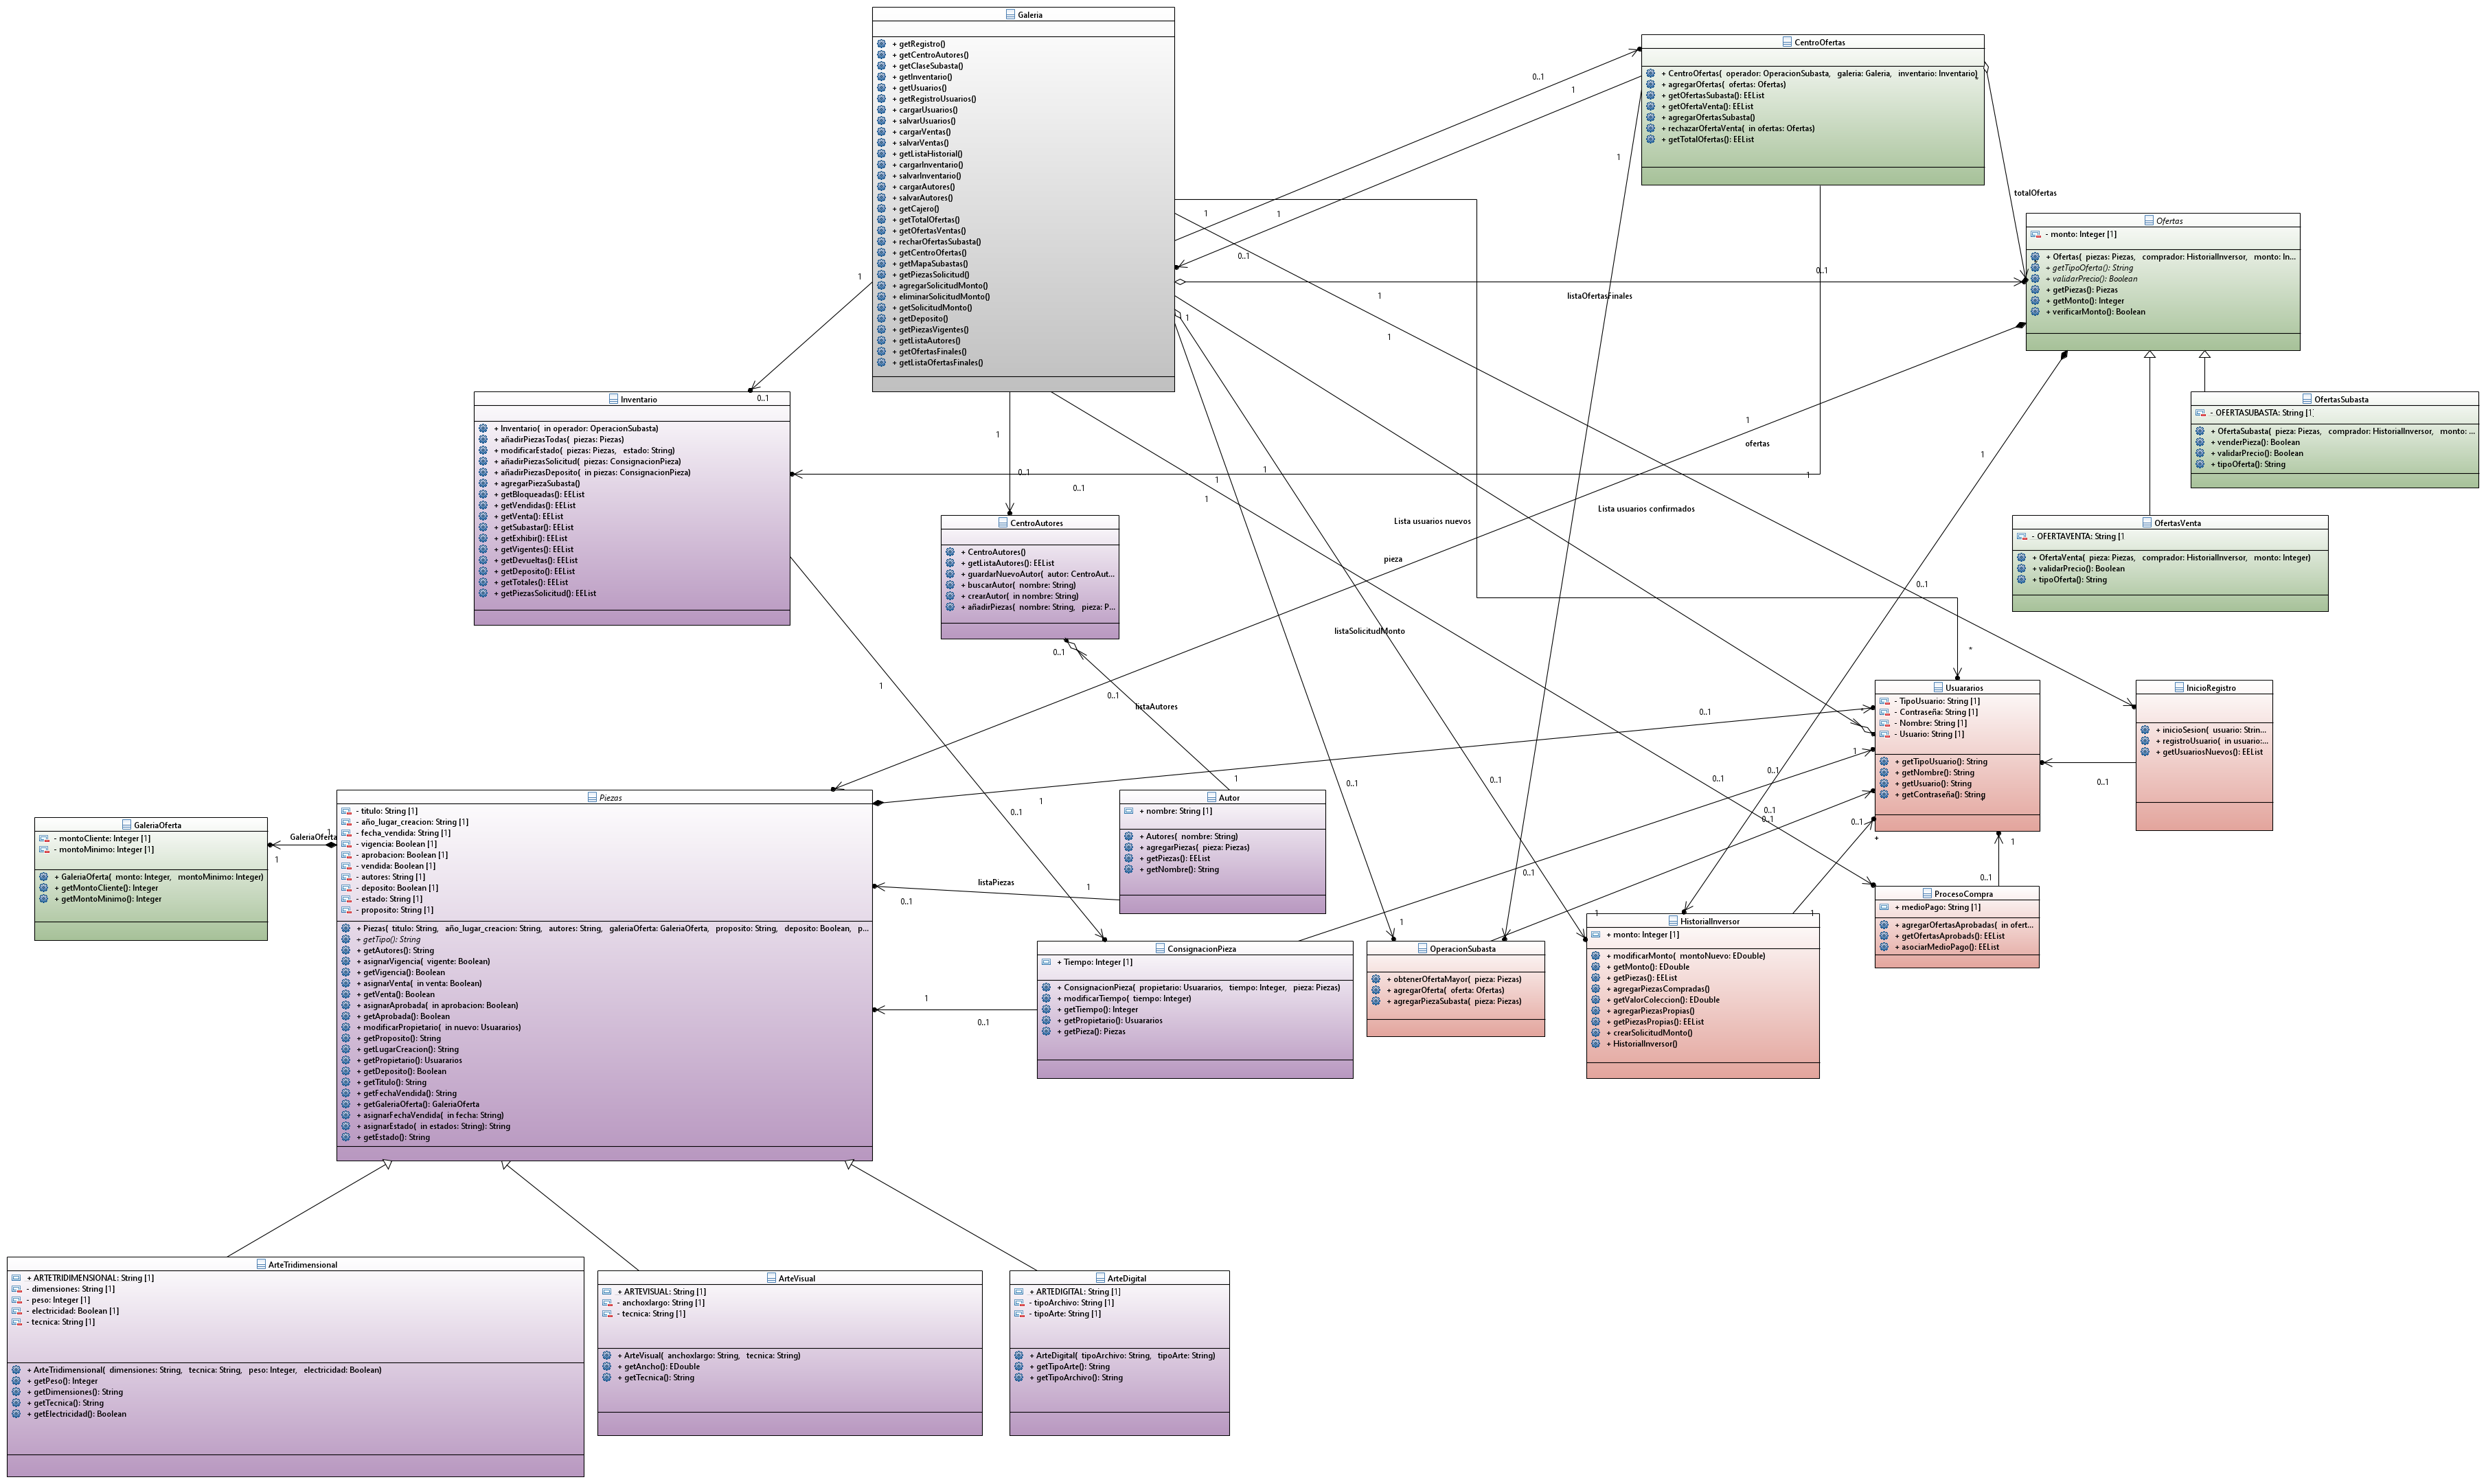 Galeria
+ getRegistro()
+ getCentroAutores()
+ getClaseSubasta()
+ getInventario()
+ getUsuarios()
+ getRegistroUsuarios()
+ cargarUsuarios()
+ salvarUsuarios()
+ cargarVentas()
+ salvarVentas()
+ getListaHistorial()
+ cargarInventario()
+ salvarInventario()
+ cargarAutores()
+ salvarAutores()
+ getCajero()
+ getTotalOfertas()
+ getOfertasVentas()
+ recharOfertasSubasta()
+ getCentroOfertas()
+ getMapaSubastas()
+ getPiezasSolicitud()
+ agregarSolicitudMonto()
+ eliminarSolicitudMonto()
+ getSolicitudMonto()
+ getDeposito()
+ getPiezasVigentes()
+ getListaAutores()
+ getOfertasFinales()
+ getListaOfertasFinales()
CentroOfertas
+ CentroOfertas( operador: OperacionSubasta, galeria: Galeria, inventario: Inventario)
+ agregarOfertas( ofertas: Ofertas)
+ getOfertasSubasta(): EEList
+ getOfertaVenta(): EEList
+ agregarOfertasSubasta()
+ rechazarOfertaVenta( in ofertas: Ofertas)
+ getTotalOfertas(): EEList
0..1
1
1
1
1
0..1
1
*
totalOfertas
Ofertas
- monto: Integer [1]
+ Ofertas( piezas: Piezas, comprador: HistorialInversor, monto: In...
+ getTipoOferta(): String
+ validarPrecio(): Boolean
+ getPiezas(): Piezas
+ getMonto(): Integer
+ verificarMonto(): Boolean
0..1
1
listaOfertasFinales
1
1
OfertasSubasta
- OFERTASUBASTA: String [1]
+ OfertaSubasta( pieza: Piezas, comprador: HistorialInversor, monto: ...
+ venderPieza(): Boolean
+ validarPrecio(): Boolean
+ tipoOferta(): String
Inventario
+ Inventario( in operador: OperacionSubasta)
+ añadirPiezasTodas( piezas: Piezas)
+ modificarEstado( piezas: Piezas, estado: String)
+ añadirPiezasSolicitud( piezas: ConsignacionPieza)
+ añadirPiezasDeposito( in piezas: ConsignacionPieza)
+ agregarPiezaSubasta()
+ getBloqueadas(): EEList
+ getVendidas(): EEList
+ getVenta(): EEList
+ getSubastar(): EEList
+ getExhibir(): EEList
+ getVigentes(): EEList
+ getDevueltas(): EEList
+ getDeposito(): EEList
+ getTotales(): EEList
+ getPiezasSolicitud(): EEList
0..1
1
1
ofertas
1
0..1
0..1
1
1
1
1
Lista usuarios nuevos
Lista usuarios confirmados
pieza
CentroAutores
+ CentroAutores()
+ getListaAutores(): EEList
+ guardarNuevoAutor( autor: CentroAut...
+ buscarAutor( nombre: String)
+ crearAutor( in nombre: String)
+ añadirPiezas( nombre: String, pieza: P...
OfertasVenta
- OFERTAVENTA: String [1
+ OfertaVenta( pieza: Piezas, comprador: HistorialInversor, monto: Integer)
+ validarPrecio(): Boolean
+ tipoOferta(): String
0..1
listaSolicitudMonto
0..1
*
1
0..1
listaAutores
0..1
Usuararios
- TipoUsuario: String [1]
- Contraseña: String [1]
- Nombre: String [1]
- Usuario: String [1]
+ getTipoUsuario(): String
+ getNombre(): String
+ getUsuario(): String
+ getContraseña(): String
InicioRegistro
+ inicioSesion( usuario: Strin...
+ registroUsuario( in usuario:...
+ getUsuariosNuevos(): EEList
*
1
0..1
0..1
0..1
0..1
0..1
1
1
0..1
0..1
0..1
0..1
*
Piezas
- titulo: String [1]
- año_lugar_creacion: String [1]
- fecha_vendida: String [1]
- vigencia: Boolean [1]
- aprobacion: Boolean [1]
- vendida: Boolean [1]
- autores: String [1]
- deposito: Boolean [1]
- estado: String [1]
- proposito: String [1]
+ Piezas( titulo: String, año_lugar_creacion: String, autores: String, galeriaOferta: GaleriaOferta, proposito: String, deposito: Boolean, p...
+ getTipo(): String
+ getAutores(): String
+ asignarVigencia( vigente: Boolean)
+ getVigencia(): Boolean
+ asignarVenta( in venta: Boolean)
+ getVenta(): Boolean
+ asignarAprobada( in aprobacion: Boolean)
+ getAprobada(): Boolean
+ modificarPropietario( in nuevo: Usuararios)
+ getProposito(): String
+ getLugarCreacion(): String
+ getPropietario(): Usuararios
+ getDeposito(): Boolean
+ getTitulo(): String
+ getFechaVendida(): String
+ getGaleriaOferta(): GaleriaOferta
+ asignarFechaVendida( in fecha: String)
+ asignarEstado( in estados: String): String
+ getEstado(): String
GaleriaOferta
- montoCliente: Integer [1]
- montoMinimo: Integer [1]
+ GaleriaOferta( monto: Integer, montoMinimo: Integer)
+ getMontoCliente(): Integer
+ getMontoMinimo(): Integer
1
GaleriaOferta
1
Autor
+ nombre: String [1]
+ Autores( nombre: String)
+ agregarPiezas( pieza: Piezas)
+ getPiezas(): EEList
+ getNombre(): String
listaPiezas
1
0..1
0..1
1
0..1
1
1
1
ProcesoCompra
+ medioPago: String [1]
+ agregarOfertasAprobadas( in ofert...
+ getOfertasAprobads(): EEList
+ asociarMedioPago(): EEList
ConsignacionPieza
+ Tiempo: Integer [1]
+ ConsignacionPieza( propietario: Usuararios, tiempo: Integer, pieza: Piezas)
+ modificarTiempo( tiempo: Integer)
+ getTiempo(): Integer
+ getPropietario(): Usuararios
+ getPieza(): Piezas
OperacionSubasta
+ obtenerOfertaMayor( pieza: Piezas)
+ agregarOferta( oferta: Ofertas)
+ agregarPiezaSubasta( pieza: Piezas)
HistorialInversor
+ monto: Integer [1]
+ modificarMonto( montoNuevo: EDouble)
+ getMonto(): EDouble
+ getPiezas(): EEList
+ agregarPiezasCompradas()
+ getValorColeccion(): EDouble
+ agregarPiezasPropias()
+ getPiezasPropias(): EEList
+ crearSolicitudMonto()
+ HistorialInversor()
1
0..1
ArteTridimensional
+ ARTETRIDIMENSIONAL: String [1]
- dimensiones: String [1]
- peso: Integer [1]
- electricidad: Boolean [1]
- tecnica: String [1]
+ ArteTridimensional( dimensiones: String, tecnica: String, peso: Integer, electricidad: Boolean)
+ getPeso(): Integer
+ getDimensiones(): String
+ getTecnica(): String
+ getElectricidad(): Boolean
ArteVisual
+ ARTEVISUAL: String [1]
- anchoxlargo: String [1]
- tecnica: String [1]
+ ArteVisual( anchoxlargo: String, tecnica: String)
+ getAncho(): EDouble
+ getTecnica(): String
ArteDigital
+ ARTEDIGITAL: String [1]
- tipoArchivo: String [1]
- tipoArte: String [1]
+ ArteDigital( tipoArchivo: String, tipoArte: String)
+ getTipoArte(): String
+ getTipoArchivo(): String